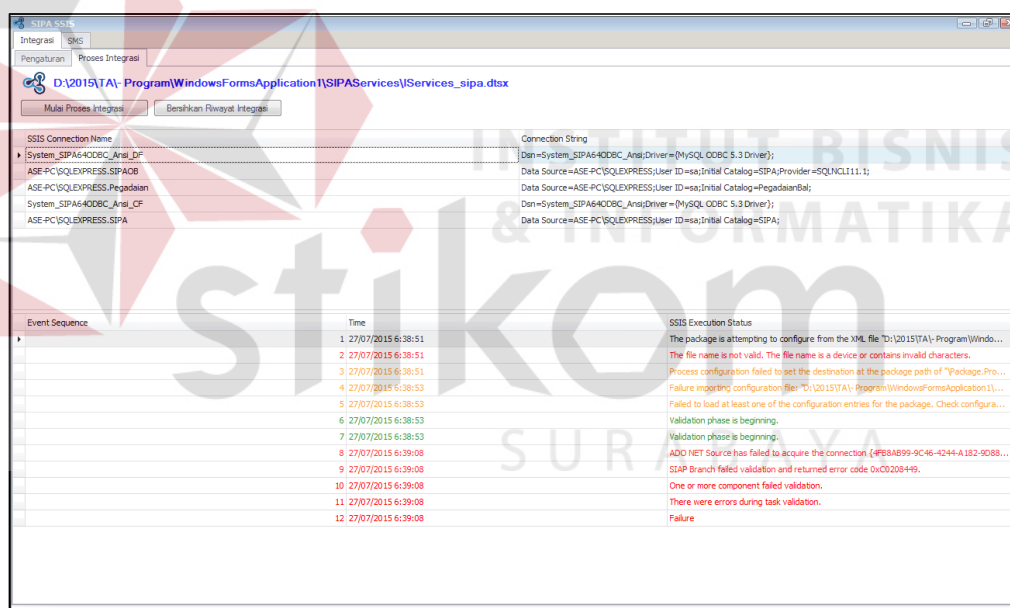 SIPA SSIS
Integrasi SMS
Pengaturan Proses Integrasi
D:\2015\TA\- Program\WindowsFormsApplication1\SIPAServices\IServices_sipa.dtsx
Mulai Proses Integrasi Bersihkan Riwayat Integrasi
INSTITUT BISNIS
SSIS Connection Name Connection String
System_SIPA64ODBC_Ansi_DF Dsn=System_SIPA64ODBC_Ansi;Driver={MySQL ODBC 5.3 Driver};
ASE-PC\SQLEXPRESS.SIPAOB Data Source=ASE-PC\SQLEXPRESS;User ID=sa;Initial Catalog=SIPA;Provider=SQLNCLI11.1;
ASE-PC\SQLEXPRESS.Pegadaian Data Source=ASE-PC\SQLEXPRESS;User ID=sa;Initial Catalog=PegadaianBal;
System_SIPA64ODBC_Ansi_CF Dsn=System_SIPA64ODBC_Ansi;Driver={MySQL ODBC 5.3 Driver};
ASE-PC\SQLEXPRESS.SIPA Data Source=ASE-PC\SQLEXPRESS;User ID=sa;Initial Catalog=SIPA;
& INFORMATIKA
stikom
Event Sequence Time SSIS Execution Status
1 27/07/2015 6:38:51 The package is attempting to configure from the XML file "D:\2015\TA\- Program\Windo...
2 27/07/2015 6:38:51 The file name is not valid. The file name is a device or contains invalid characters.
3 27/07/2015 6:38:51 Process configuration failed to set the destination at the package path of "\Package.Pro...
4 27/07/2015 6:38:53 Failure importing configuration file: "D:\2015\TA\- Program\WindowsFormsApplication1\...
5 27/07/2015 6:38:53 Failed to load at least one of the configuration entries for the package. Check configura...
6 27/07/2015 6:38:53 Validation phase is beginning.
7 27/07/2015 6:38:53 Validation phase is beginning.
SURABAYA
8 27/07/2015 6:39:08 ADO NET Source has failed to acquire the connection {4FB8AB99-9C46-4244-A182-9D88...
9 27/07/2015 6:39:08 SIAP Branch failed validation and returned error code 0xC0208449.
10 27/07/2015 6:39:08 One or more component failed validation.
11 27/07/2015 6:39:08 There were errors during task validation.
12 27/07/2015 6:39:08 Failure